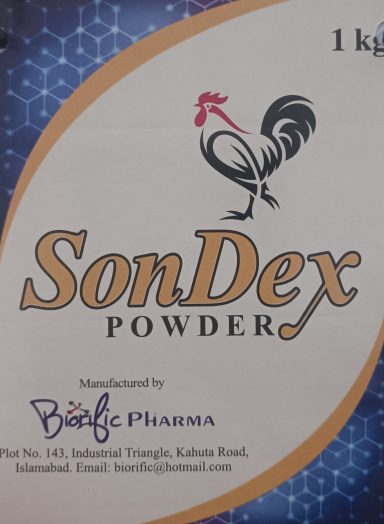 1 kg
SonDex
POWDER
Manufactured by
Biorific PHARMA
Plot No. 143, Industrial Triangle, Kahuta Road,
Islamabad. Email: biorific@hotmail.com